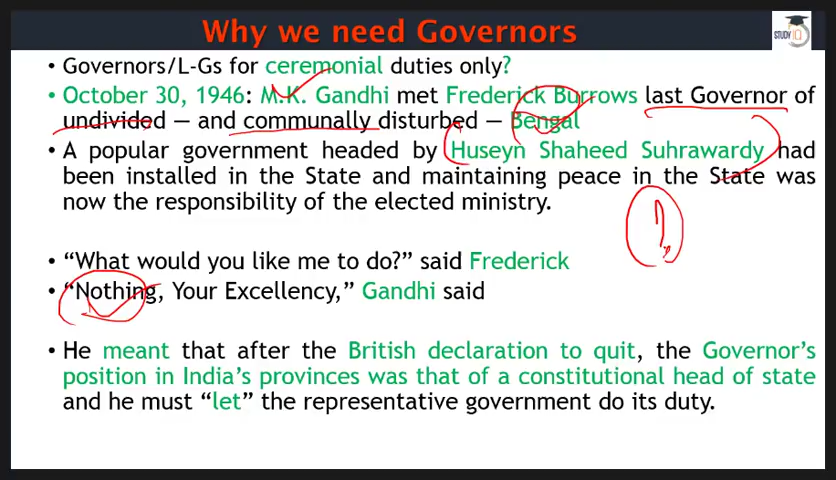 Why we need Governors
STUDY IQ
• Governors/L-Gs for ceremonial duties only?
• October 30, 1946: M.K. Gandhi met Frederick Burrows last Governor of
undivided — and communally disturbed — Bengal
• A popular government headed by Huseyn Shaheed Suhrawardy had
been installed in the State and maintaining peace in the State was
now the responsibility of the elected ministry.
• “What would you like me to do?” said Frederick
• “Nothing, Your Excellency,” Gandhi said
• He meant that after the British declaration to quit, the Governor’s
position in India’s provinces was that of a constitutional head of state
and he must “let” the representative government do its duty.